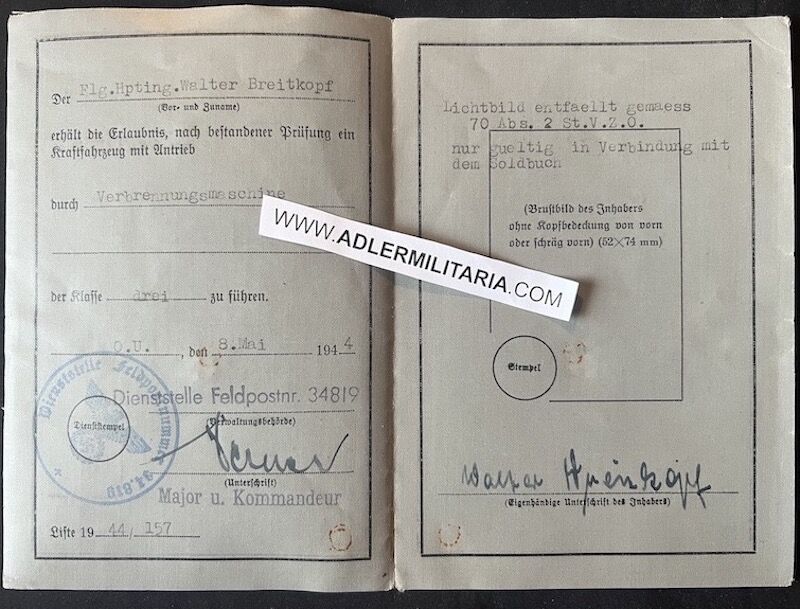 Der Flg.Hpting.Walter Breitkopf
(Vor- und Zuname)
erhält die Erlaubnis, nach bestandener Prüfung ein
Kraftfahrzeug mit Antrieb
durch Verbrennungsmaschine
der Klasse drei zu führen.
O.U., den 8.Mai 1944
Dienststelle Feldpostnummer
34819
Dienststempel
Dienststelle Feldpostnr. 34819
(Verwaltungsbehörde)
(Unterschrift)
Major u. Kommandeur
Liste 19 44/ 157
Lichtbild entfaellt gemaess
70 Abs. 2 St.V.Z.O.
nur gueltig in Verbindung mit
dem Soldbuch
(Brustbild des Inhabers
ohne Kopfbedeckung von vorn
oder schräg vorn) (52×74 mm)
Stempel
Walter Breitkopf
(Eigenhändige Unterschrift des Inhabers)
WWW.ADLERMILITARIA.COM